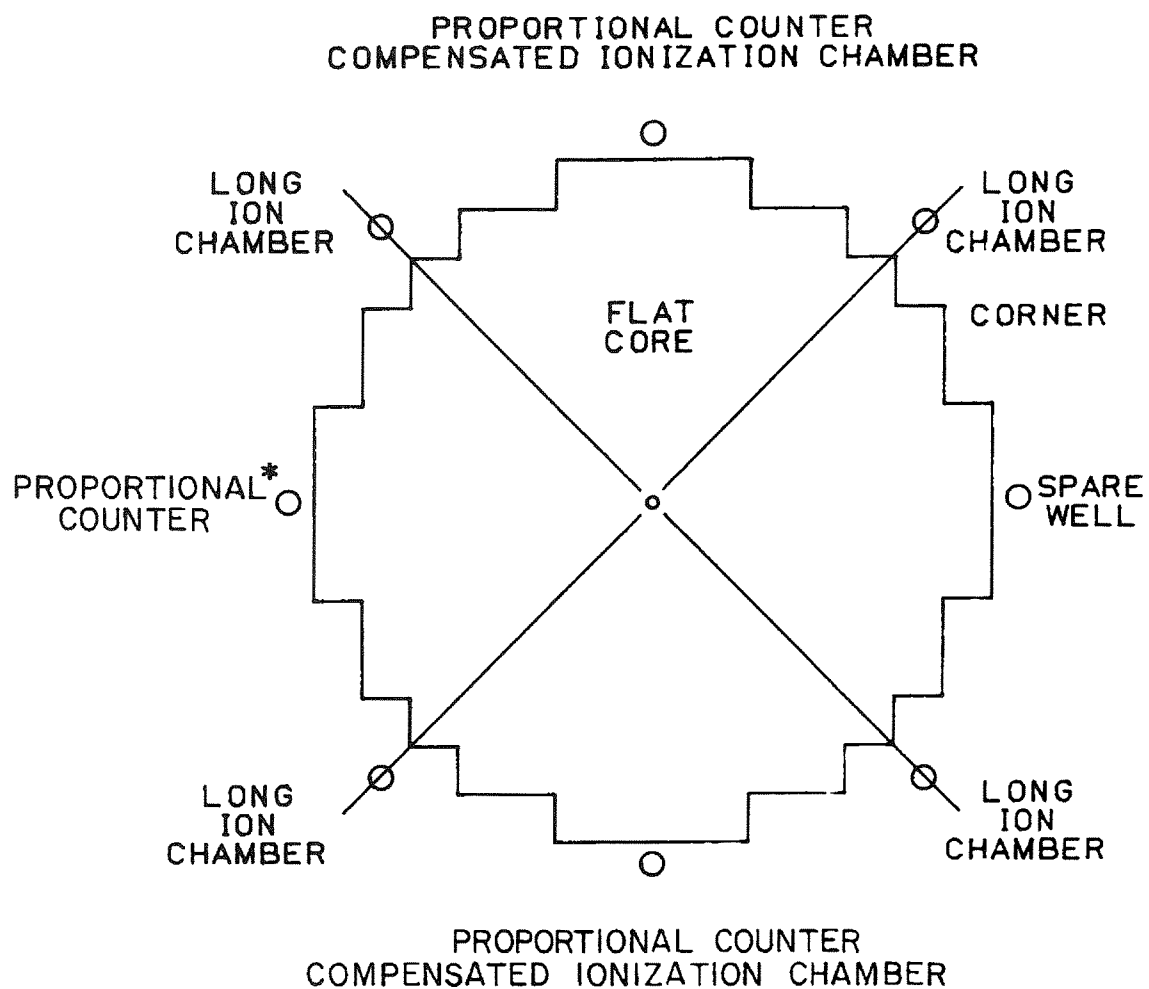 PROPORTIONAL COUNTER
COMPENSATED IONIZATION CHAMBER
LONG
ION
CHAMBER
LONG
ION
CHAMBER
FLAT
CORE
CORNER
PROPORTIONAL*
COUNTER
SPARE
WELL
LONG
ION
CHAMBER
LONG
ION
CHAMBER
PROPORTIONAL COUNTER
COMPENSATED IONIZATION CHAMBER